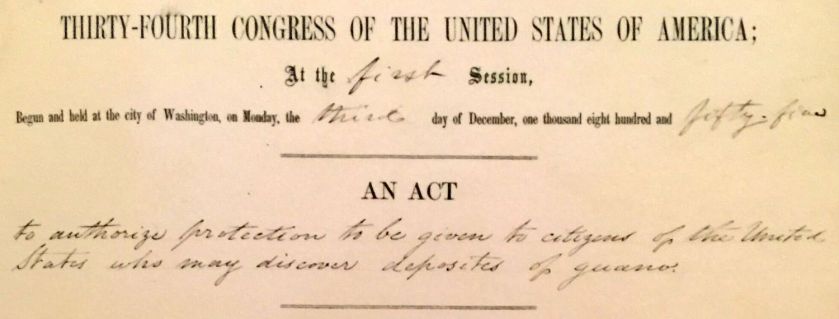 THIRTY-FOURTH CONGRESS OF THE UNITED STATES OF AMERICA;
At the first Session,
Begun and held at the city of Washington, on Monday, the third day of December, one thousand eight hundred and fifty-five
AN ACT
to authorize protection to be given to citizens of the United
States who may discover deposites of guano.